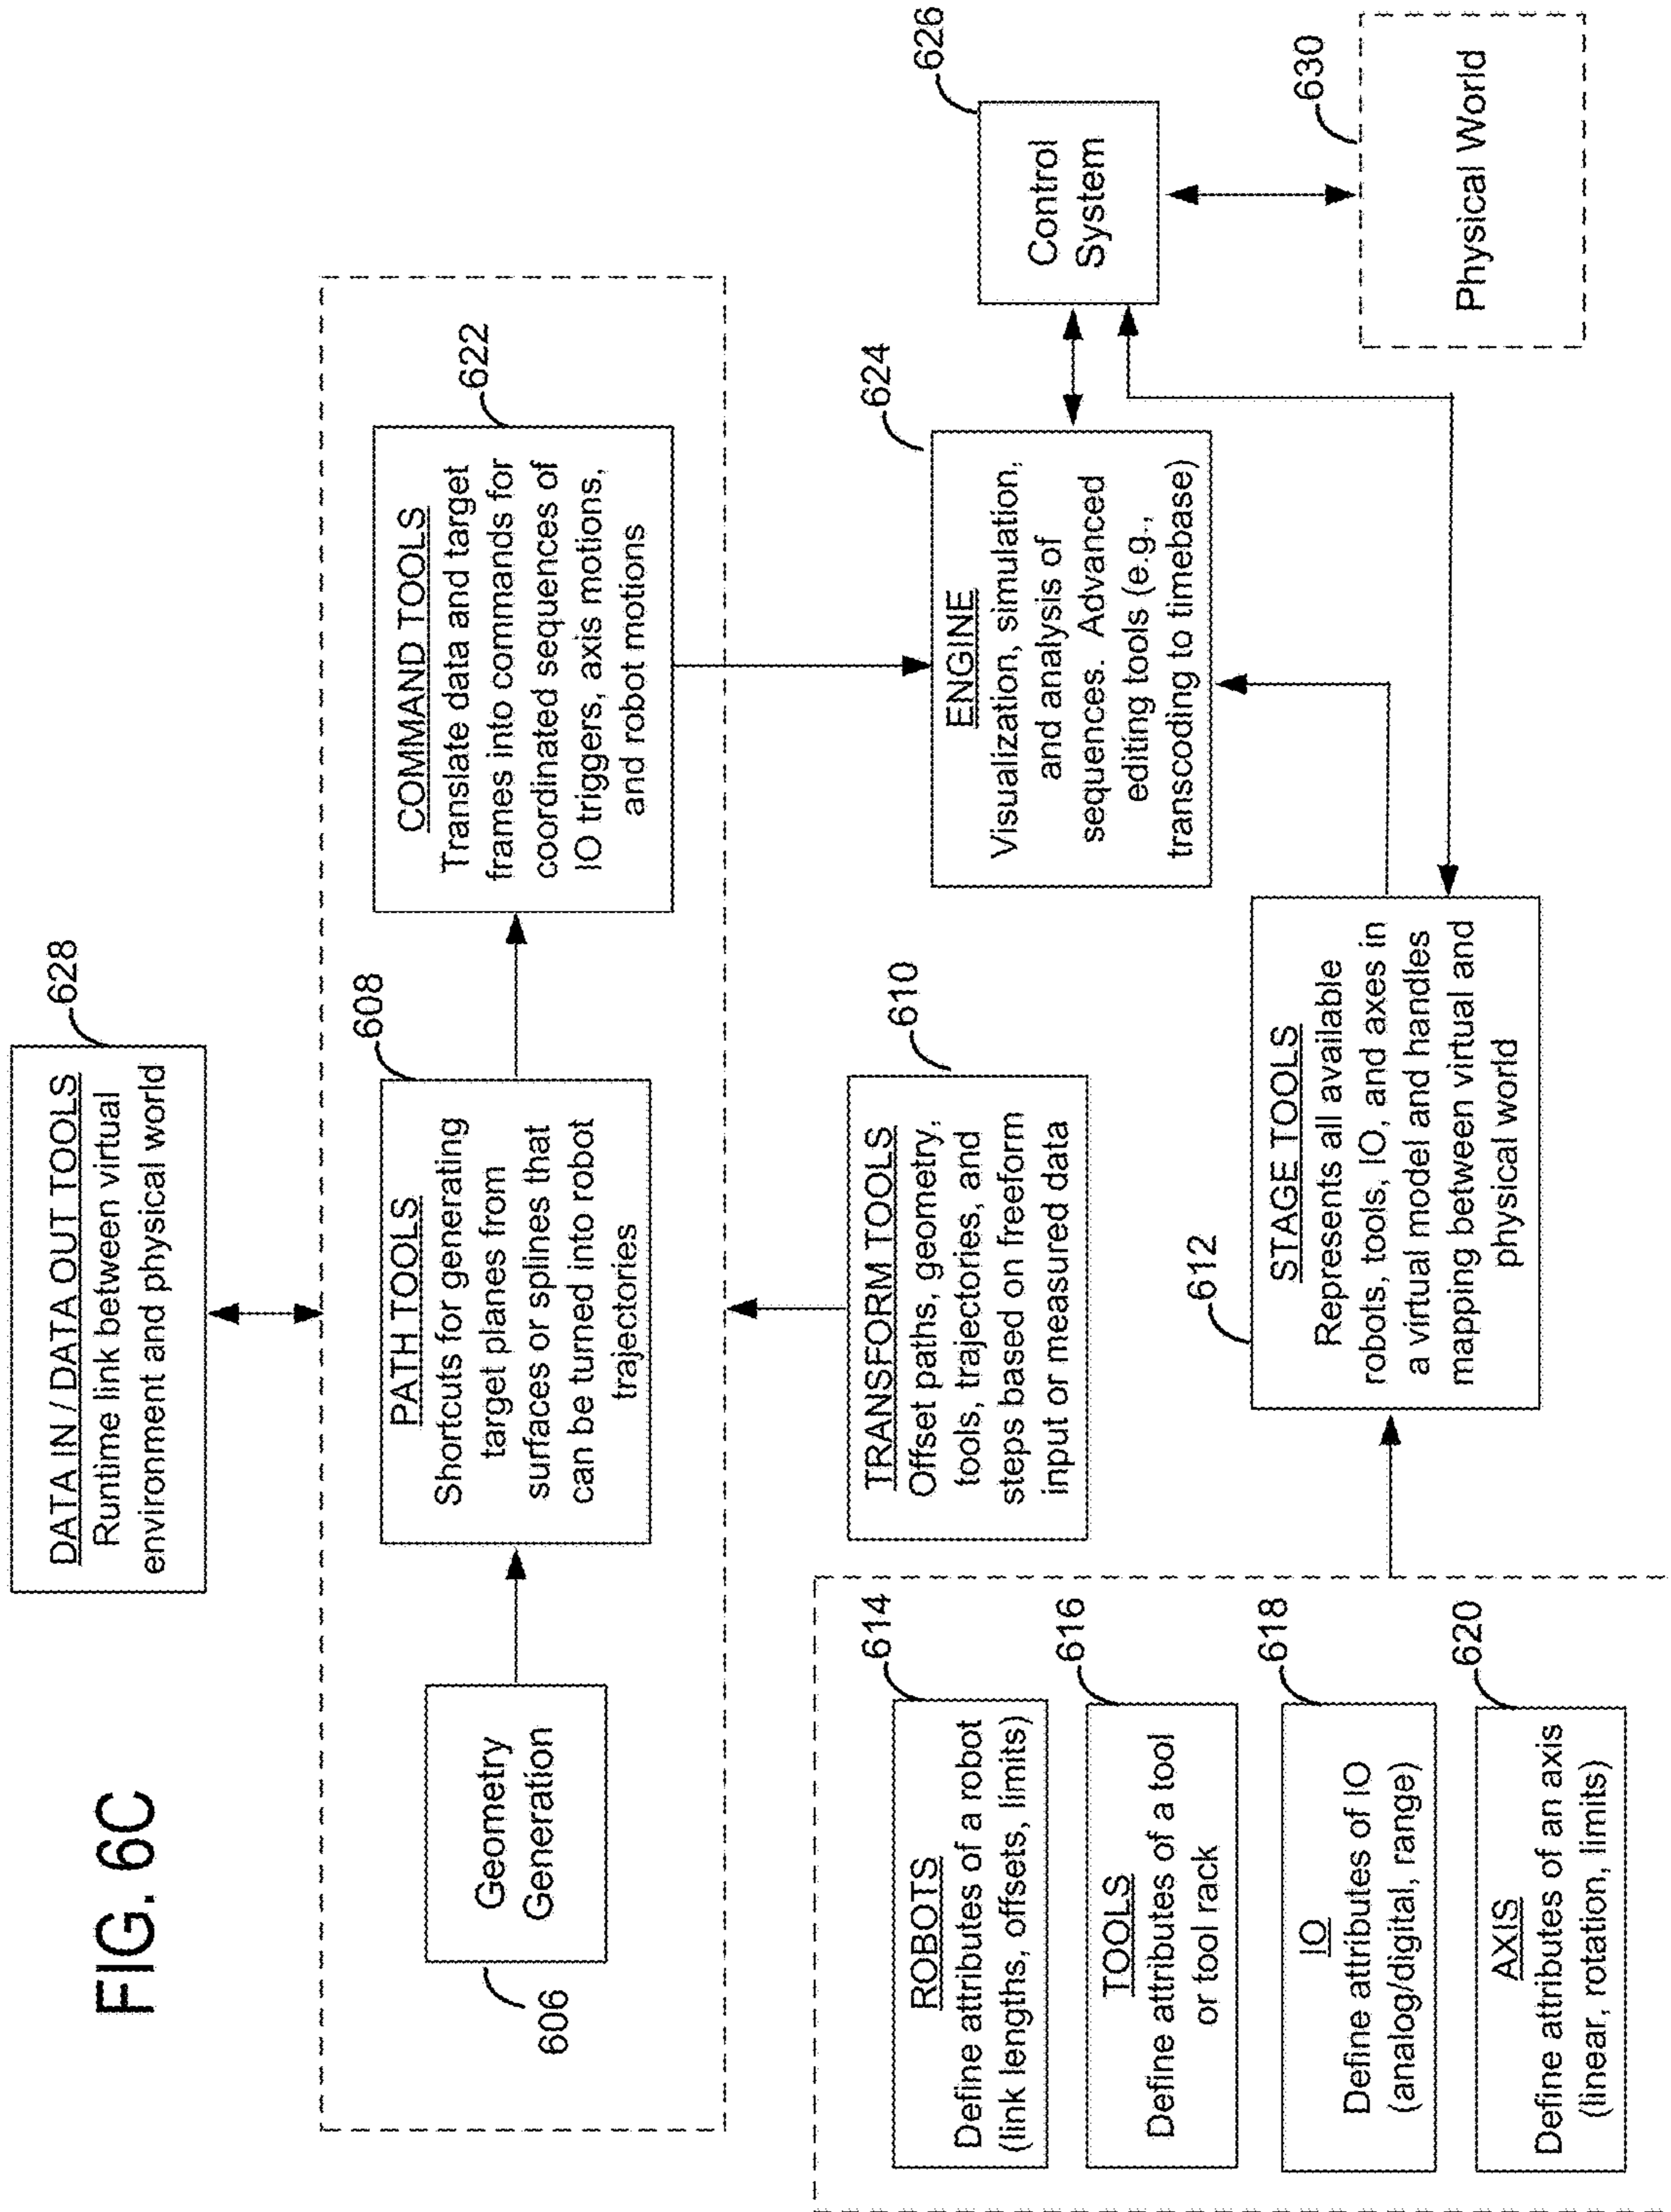 FIG. 6C
DATA IN / DATA OUT TOOLS
Runtime link between virtual
environment and physical world
628
Geometry
Generation
606
PATH TOOLS
Shortcuts for generating
target planes from
surfaces or splines that
can be turned into robot
trajectories
608
COMMAND TOOLS
Translate data and target
frames into commands for
coordinated sequences of
IO triggers, axis motions,
and robot motions
622
TRANSFORM TOOLS
Offset paths, geometry,
tools, trajectories, and
steps based on freeform
input or measured data
610
ENGINE
Visualization, simulation,
and analysis of
sequences. Advanced
editing tools (e.g.,
transcoding to timebase)
624
Control
System
626
ROBOTS
Define attributes of a robot
(link lengths, offsets, limits)
614
TOOLS
Define attributes of a tool
or tool rack
616
IO
Define attributes of IO
(analog/digital, range)
618
AXIS
Define attributes of an axis
(linear, rotation, limits)
620
612
STAGE TOOLS
Represents all available
robots, tools, IO, and axes in
a virtual model and handles
mapping between virtual and
physical world
630
Physical World